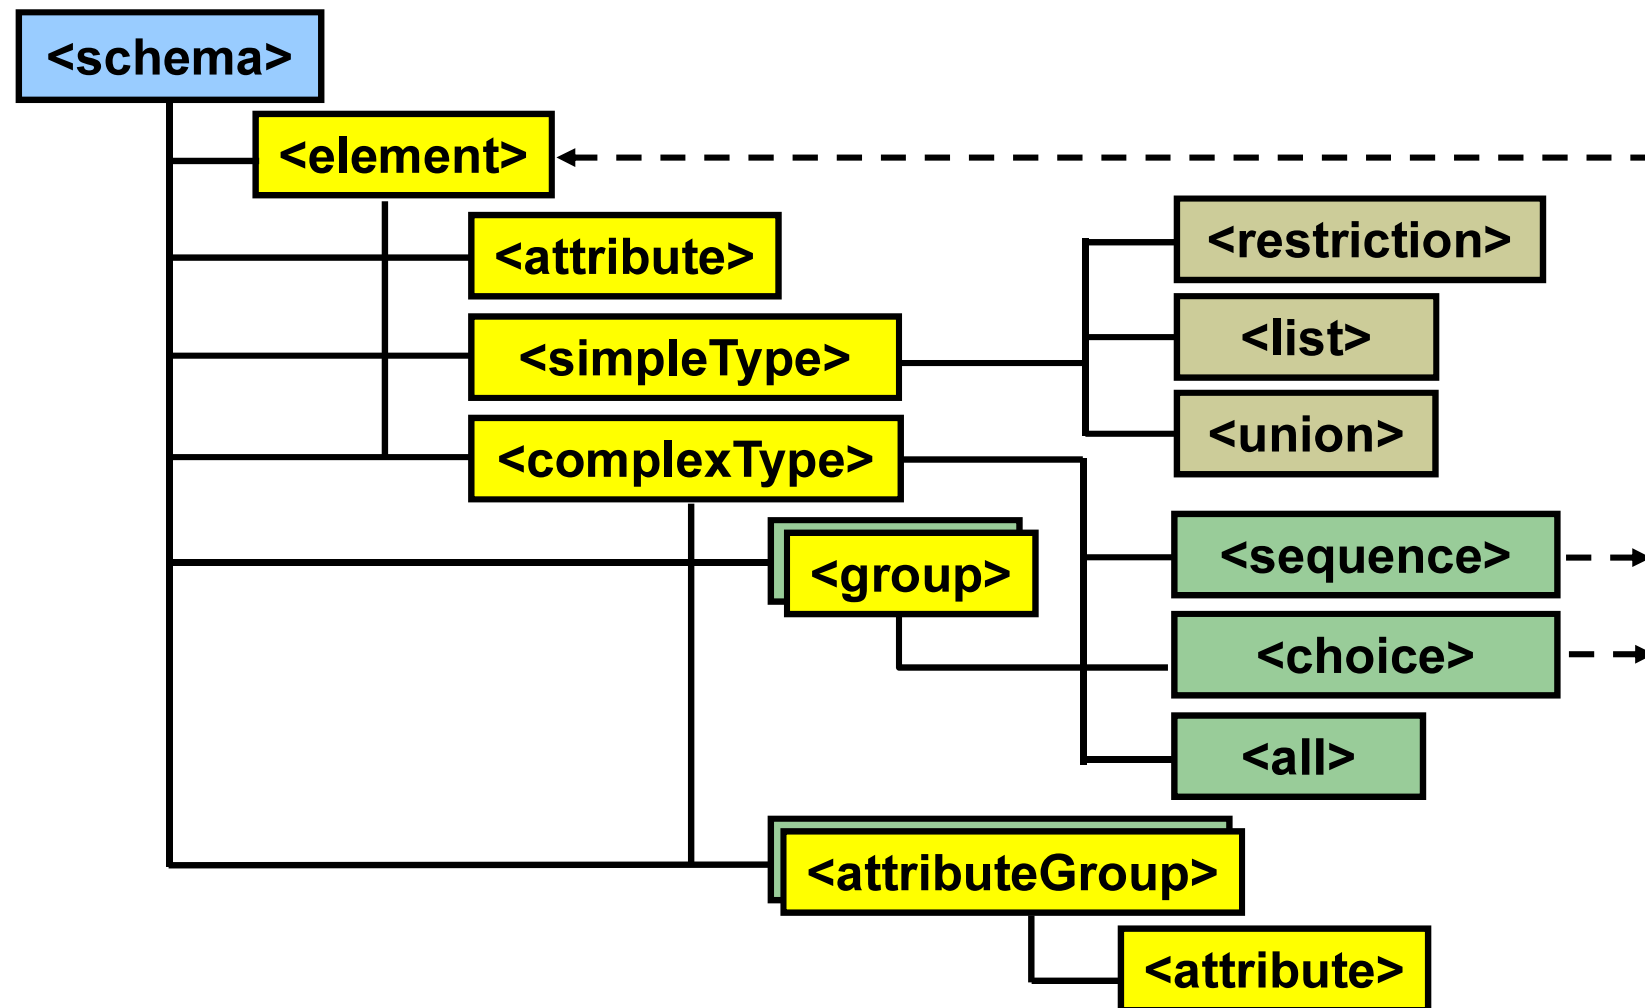 <schema>
<element>
<attribute>
<restriction>
<simpleType>
<list>
<union>
<complexType>
<sequence>
<group>
<choice>
<all>
<attributeGroup>
<attribute>